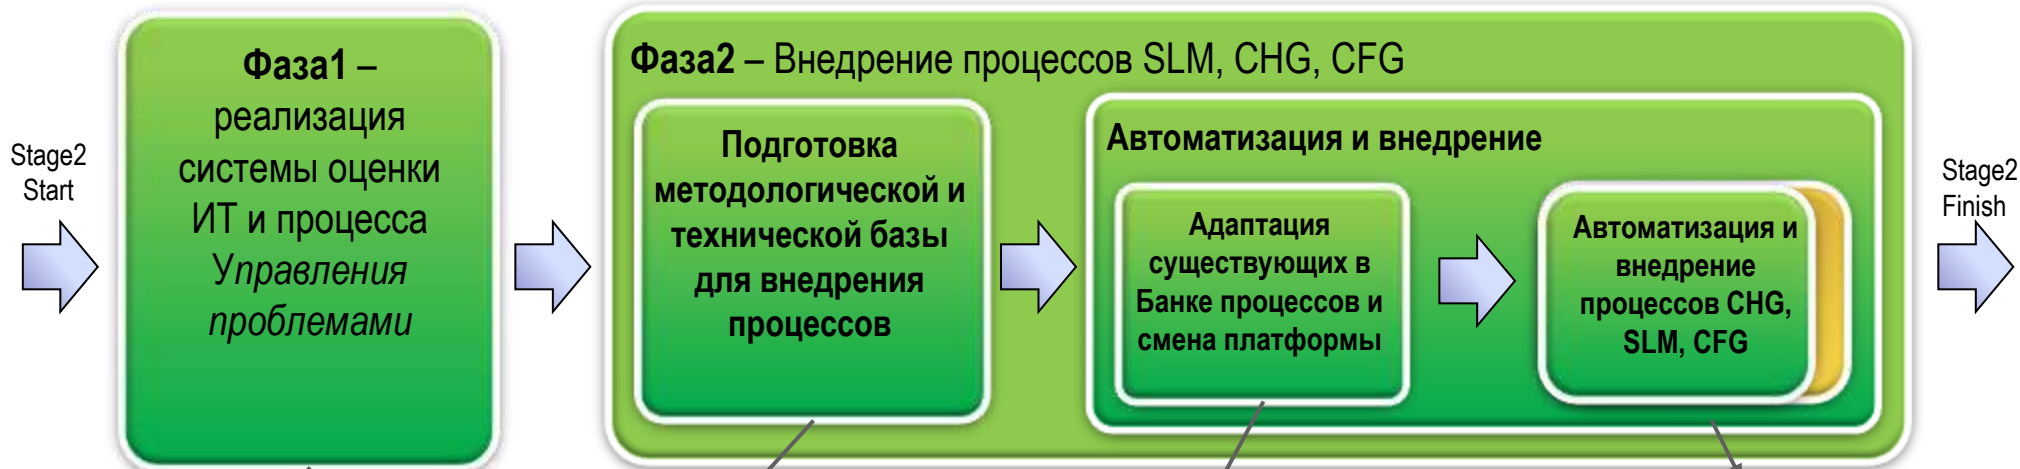 Stage2
Start
Фаза1 –
реализация
системы оценки
ИТ и процесса
Управления
проблемами
Фаза2 – Внедрение процессов SLM, CHG, CFG
Подготовка
методологической и
технической базы
для внедрения
процессов
Автоматизация и внедрение
Адаптация
существующих в
Банке процессов и
смена платформы
Автоматизация и
внедрение
процессов CHG,
SLM, CFG
Stage2
Finish